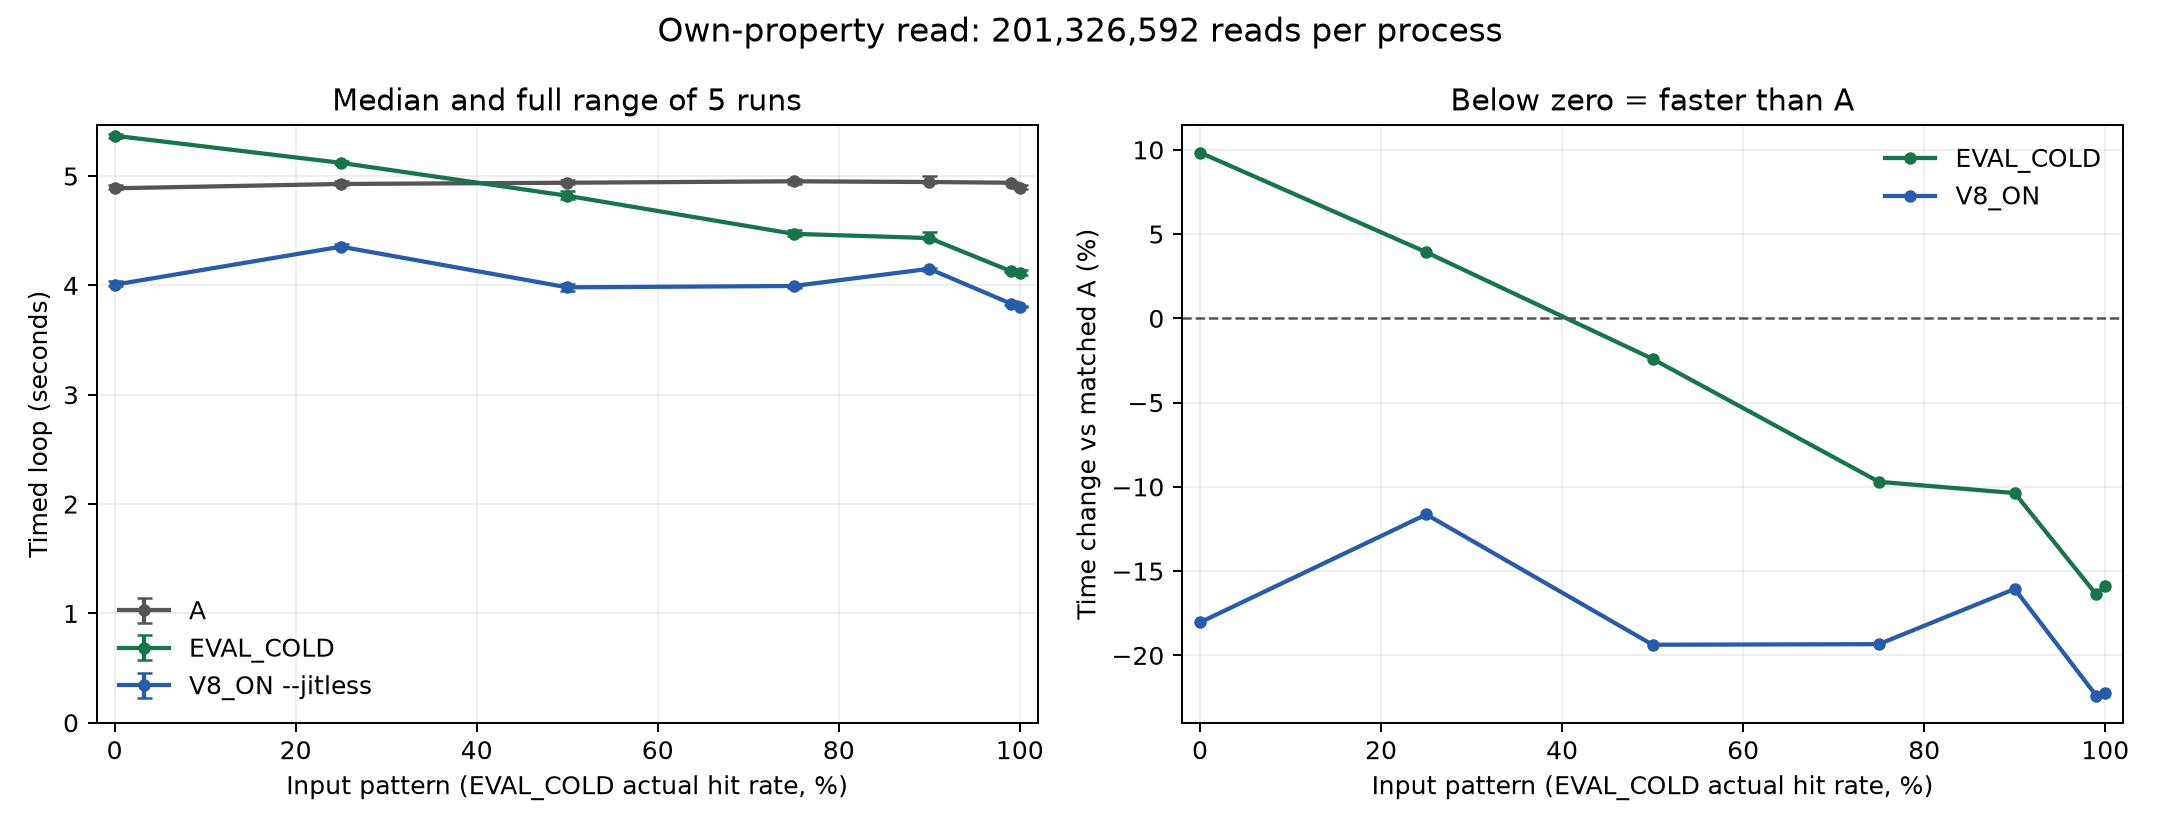 Own-property read: 201,326,592 reads per process
Median and full range of 5 runs
Timed loop (seconds)
5
4
3
2
1
0
A
EVAL_COLD
V8_ON --jitless
0 20 40 60 80 100
Input pattern (EVAL_COLD actual hit rate, %)
Below zero = faster than A
Time change vs matched A (%)
10
5
0
−5
−10
−15
−20
EVAL_COLD
V8_ON
0 20 40 60 80 100
Input pattern (EVAL_COLD actual hit rate, %)